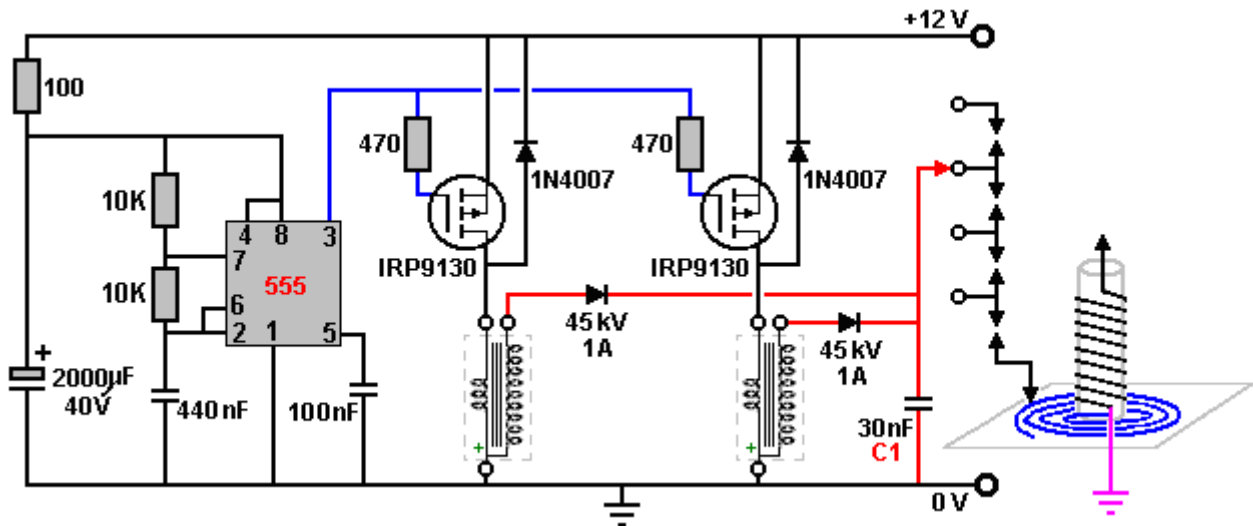 +12 V
100
470
470
1N4007
1N4007
10K
4 8 3
7
IRP9130
IRP9130
10K
555
6
2 1 5
45 kV
1A
45 kV
1A
+
2000µF
40V
440 nF
100nF
+
+
30nF
C1
0 V